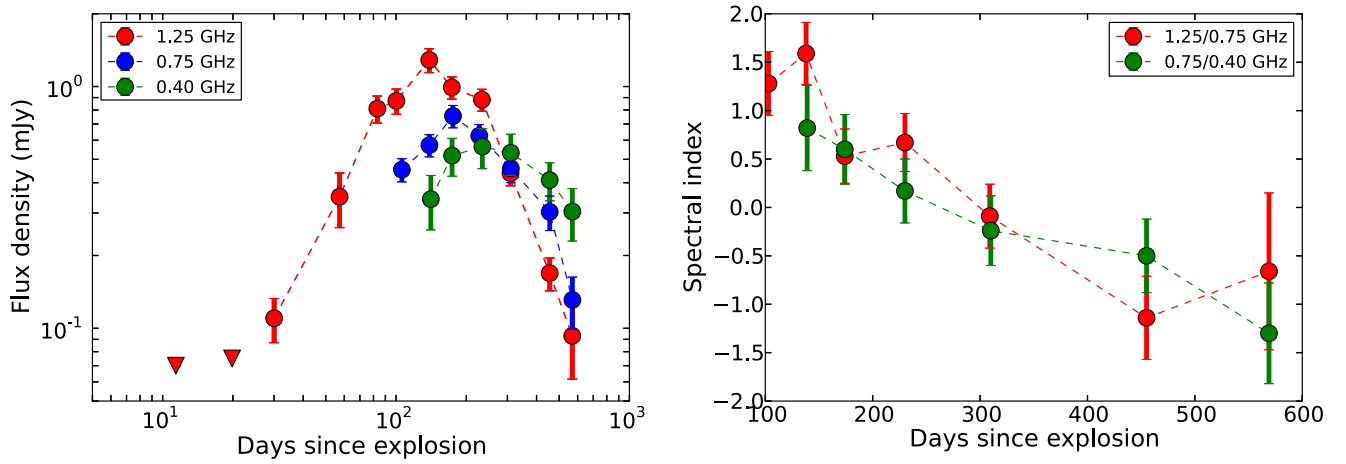 1.25 GHz
0.75 GHz
0.40 GHz
Flux density (mJy)
10^0
10^-1
10^1
10^2
10^3
Days since explosion
1.25/0.75 GHz
0.75/0.40 GHz
Spectral index
2.0
1.5
1.0
0.5
0.0
−0.5
−1.0
−1.5
−2.0
100
200
300
400
500
600
Days since explosion